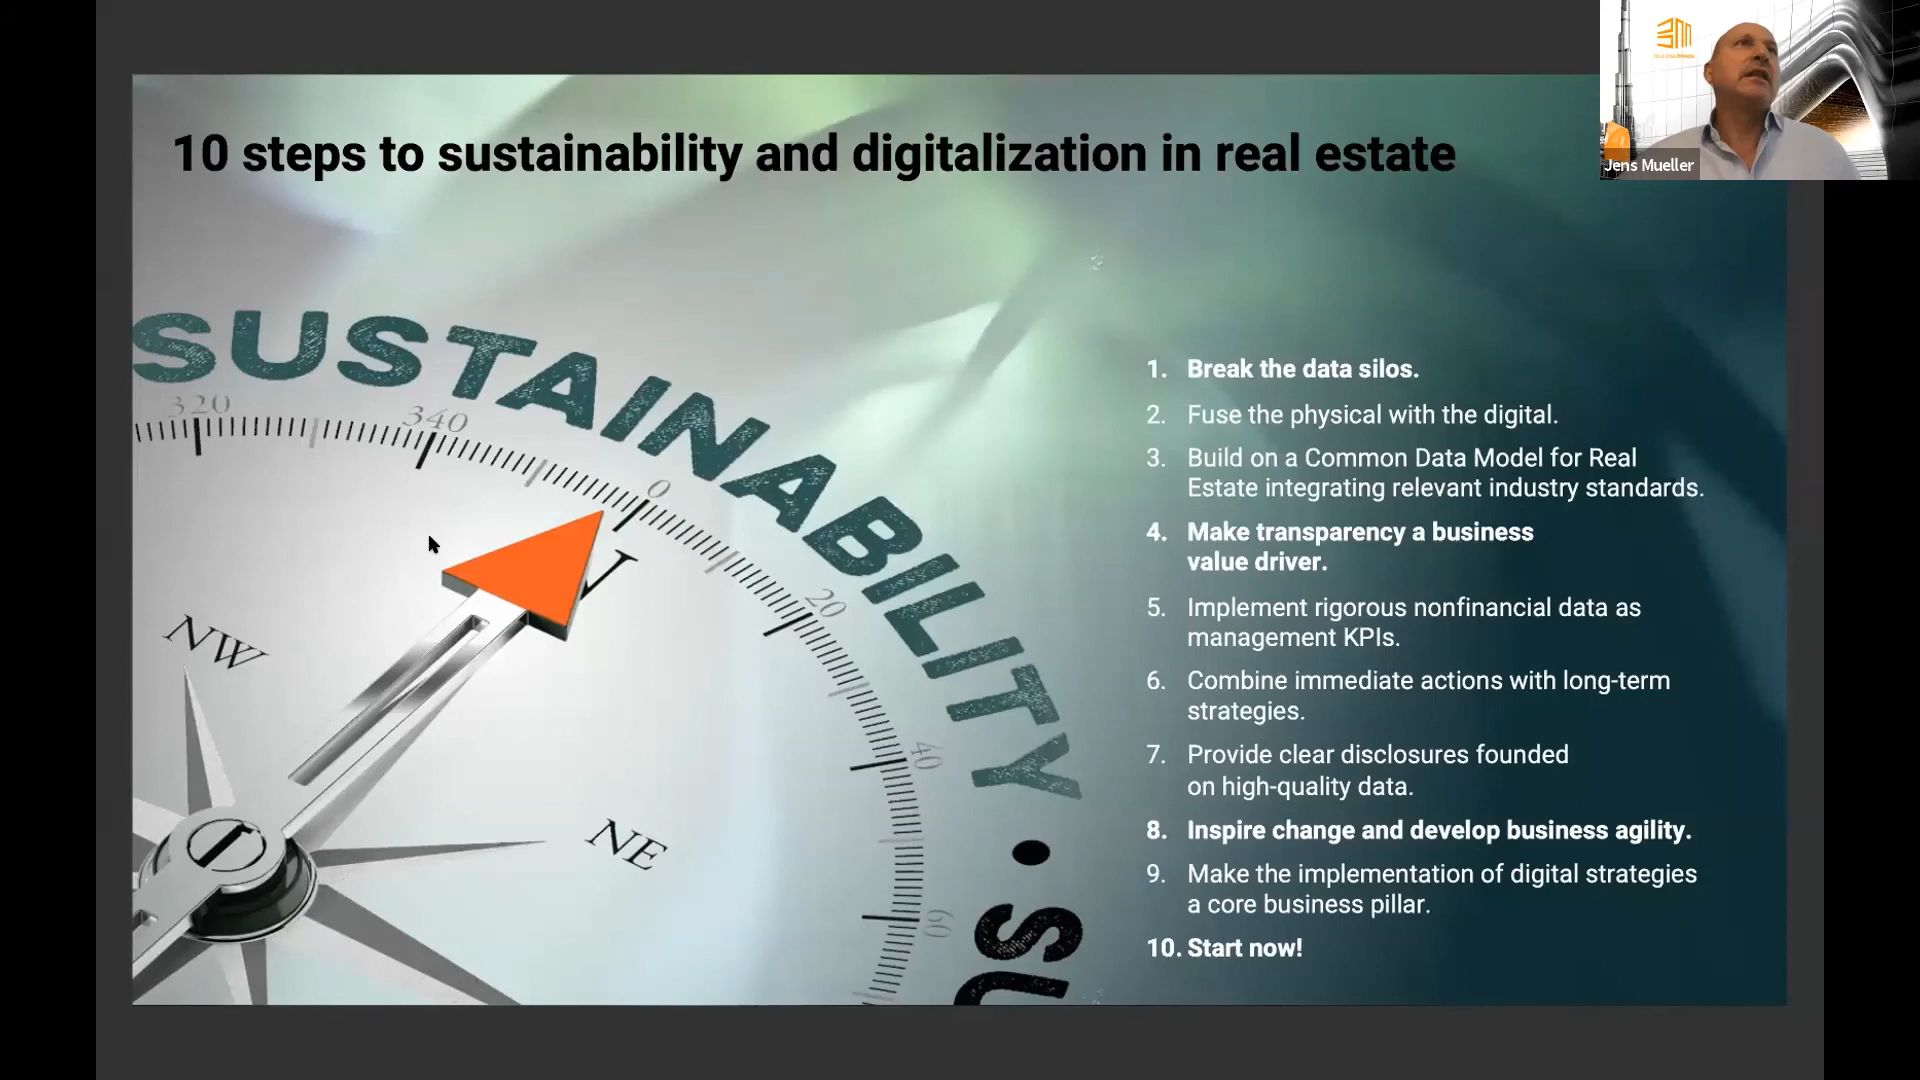 10 steps to sustainability and digitalization in real estate
Jens Mueller
SUSTAINABILITY • SU
320
340
0
20
40
60
NW
N
NE
1. Break the data silos.
2. Fuse the physical with the digital.
3. Build on a Common Data Model for Real
Estate integrating relevant industry standards.
4. Make transparency a business
value driver.
5. Implement rigorous nonfinancial data as
management KPIs.
6. Combine immediate actions with long-term
strategies.
7. Provide clear disclosures founded
on high-quality data.
8. Inspire change and develop business agility.
9. Make the implementation of digital strategies
a core business pillar.
10. Start now!